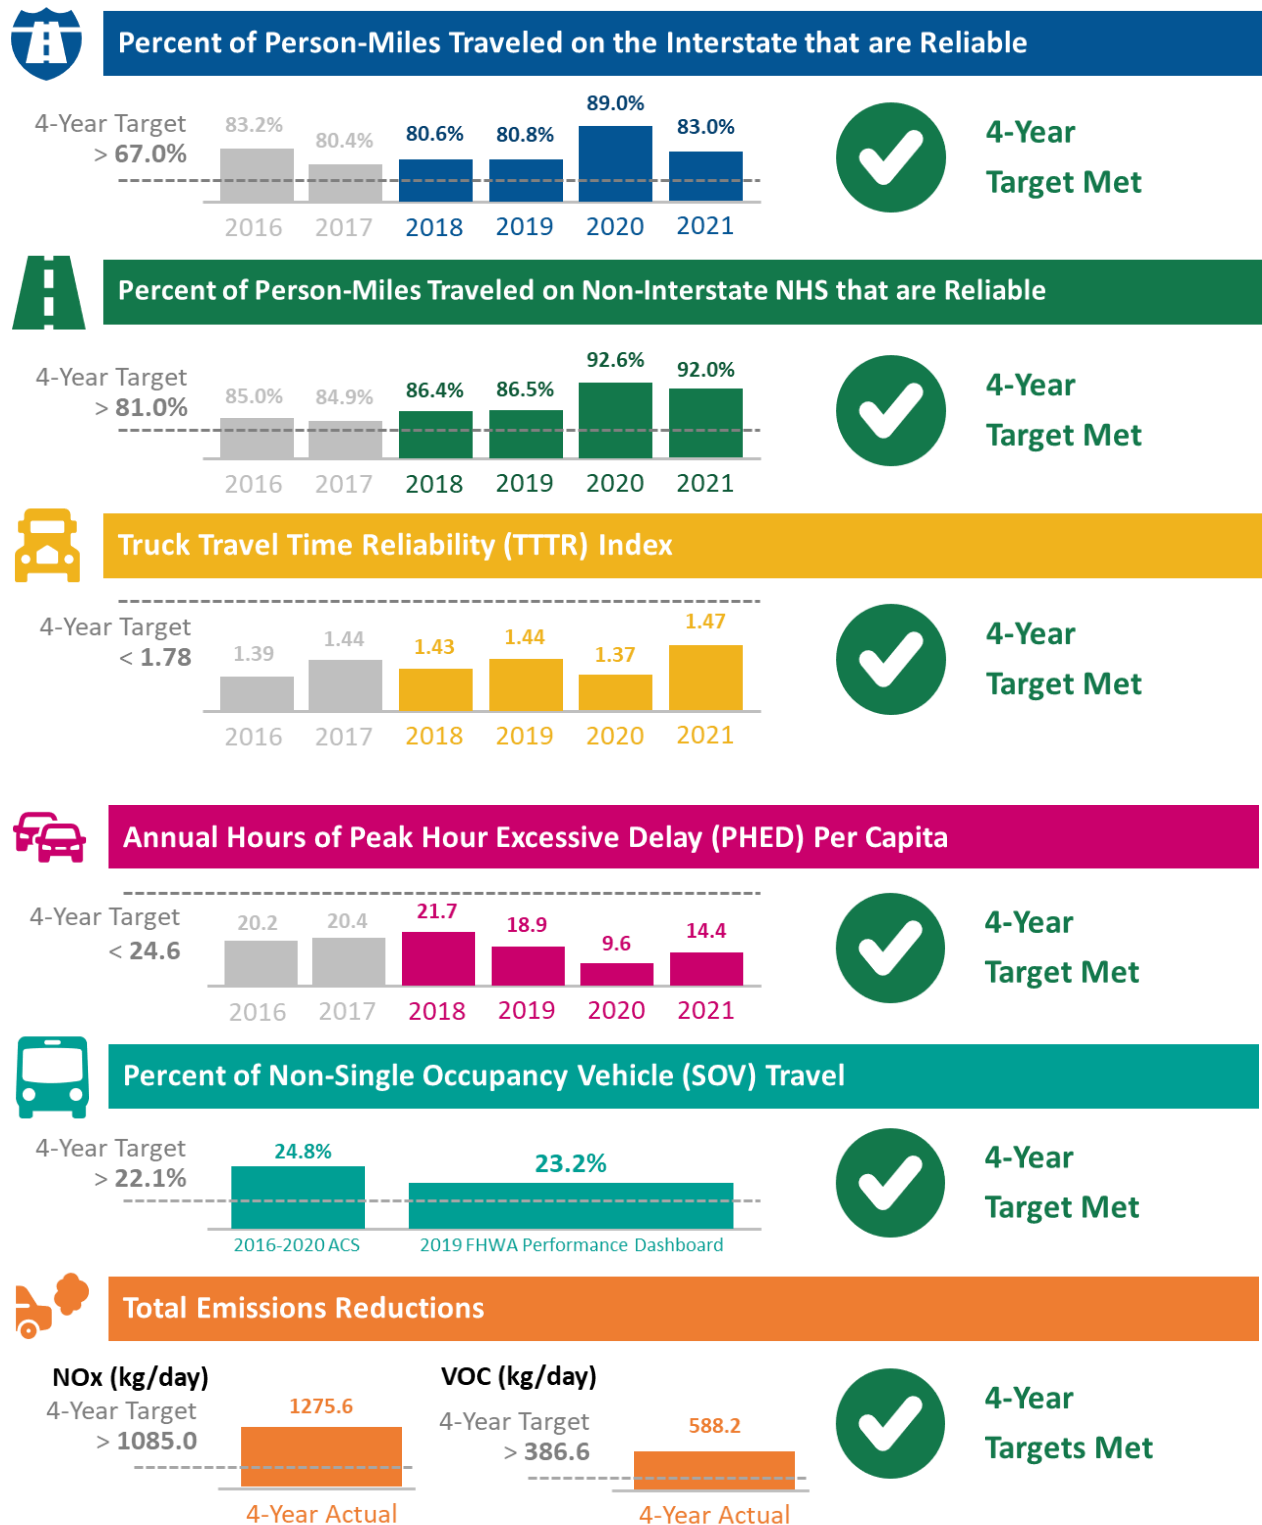 Percent of Person-Miles Traveled on the Interstate that are Reliable
4-Year Target
> 67.0%
83.2%
80.4%
80.6%
80.8%
89.0%
83.0%
2016
2017
2018
2019
2020
2021
4-Year
Target Met
Percent of Person-Miles Traveled on Non-Interstate NHS that are Reliable
4-Year Target
> 81.0%
85.0%
84.9%
86.4%
86.5%
92.6%
92.0%
2016
2017
2018
2019
2020
2021
4-Year
Target Met
Truck Travel Time Reliability (TTTR) Index
4-Year Target
< 1.78
1.39
1.44
1.43
1.44
1.37
1.47
2016
2017
2018
2019
2020
2021
4-Year
Target Met
Annual Hours of Peak Hour Excessive Delay (PHED) Per Capita
4-Year Target
< 24.6
20.2
20.4
21.7
18.9
9.6
14.4
2016
2017
2018
2019
2020
2021
4-Year
Target Met
Percent of Non-Single Occupancy Vehicle (SOV) Travel
4-Year Target
> 22.1%
24.8%
23.2%
2016-2020 ACS
2019 FHWA Performance Dashboard
4-Year
Target Met
Total Emissions Reductions
NOx (kg/day)
4-Year Target
> 1085.0
1275.6
4-Year Actual
VOC (kg/day)
4-Year Target
> 386.6
588.2
4-Year Actual
4-Year
Targets Met